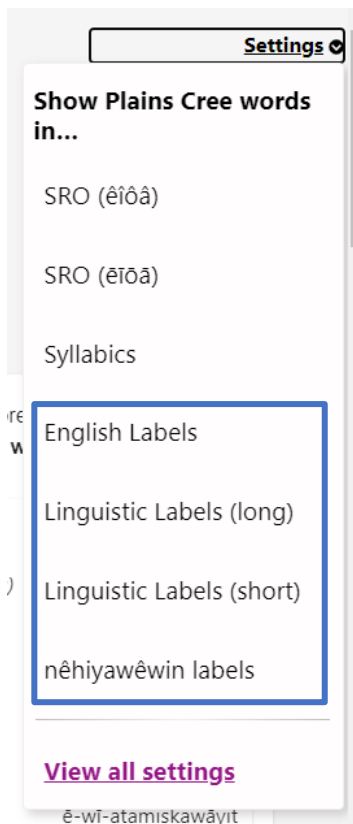 Settings
Show Plains Cree words
in...
SRO (êîôâ)
SRO (ēīōā)
Syllabics
English Labels
Linguistic Labels (long)
Linguistic Labels (short)
nêhiyawêwin labels
View all settings
ē-wī-atamiskawāyit